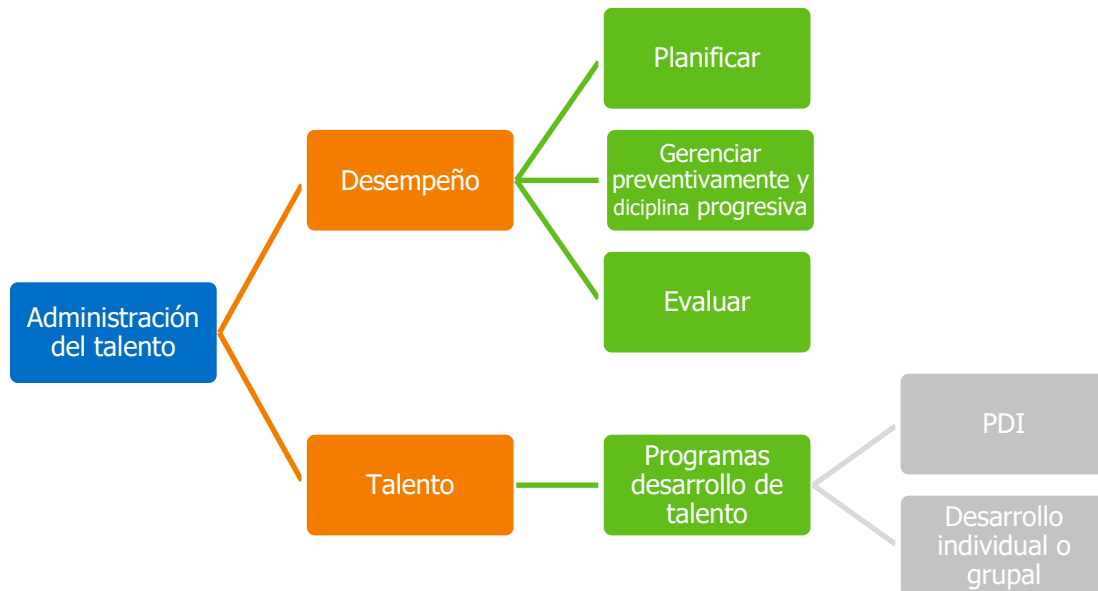 Planificar
Gerenciar
preventivamente y
diciplina progresiva
Desempeño
Evaluar
Administración
del talento
PDI
Programas
desarrollo de
talento
Talento
Desarrollo
individual o
grupal